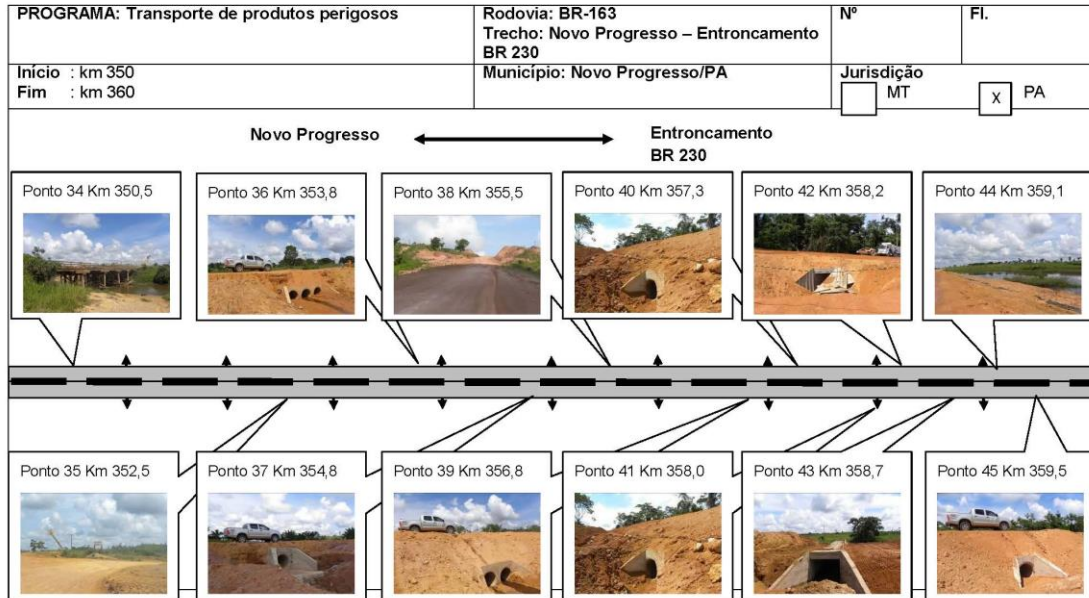 PROGRAMA: Transporte de produtos perigosos
Rodovia: BR-163
Trecho: Novo Progresso – Entroncamento
BR 230
Nº
Fl.
Início : km 350
Fim : km 360
Município: Novo Progresso/PA
Jurisdição
MT
X PA
Novo Progresso
Entroncamento
BR 230
Ponto 34 Km 350,5
Ponto 36 Km 353,8
Ponto 38 Km 355,5
Ponto 40 Km 357,3
Ponto 42 Km 358,2
Ponto 44 Km 359,1
Ponto 35 Km 352,5
Ponto 37 Km 354,8
Ponto 39 Km 356,8
Ponto 41 Km 358,0
Ponto 43 Km 358,7
Ponto 45 Km 359,5